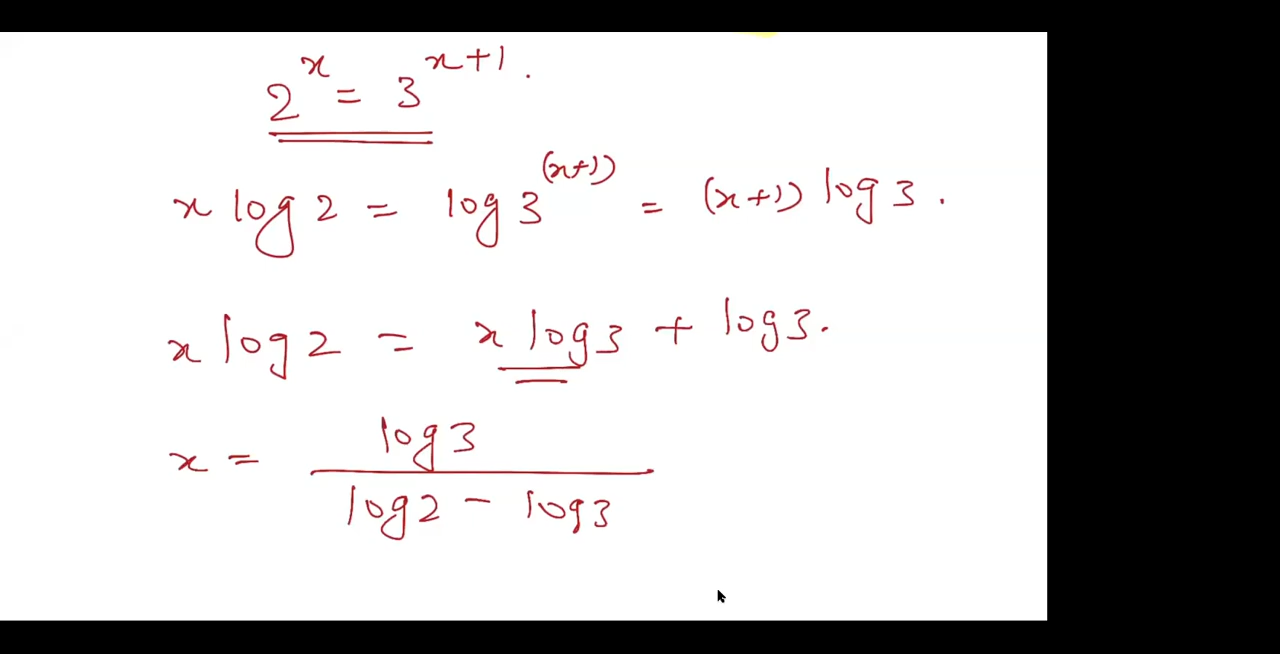 2^x = 3^{x+1}.
x log 2 = log 3^{(x+1)} = (x+1) log 3.
x log 2 = x log 3 + log 3.
x = \frac{log 3}{log 2 - log 3}